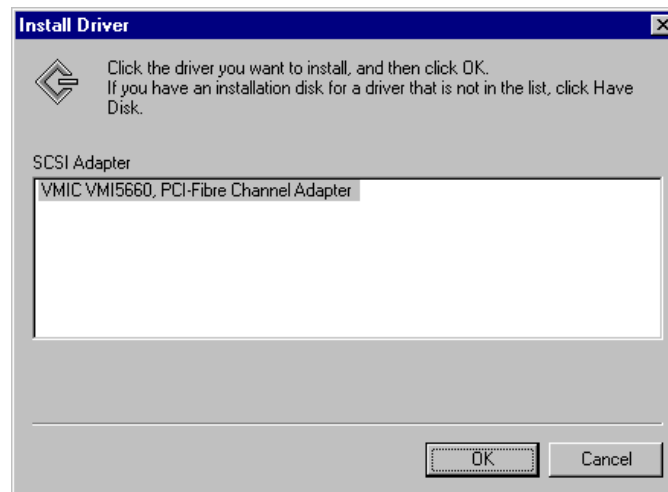 Install Driver
Click the driver you want to install, and then click OK.
If you have an installation disk for a driver that is not in the list, click Have
Disk.
SCSI Adapter
VMIC VMI5660, PCI-Fibre Channel Adapter
OK
Cancel